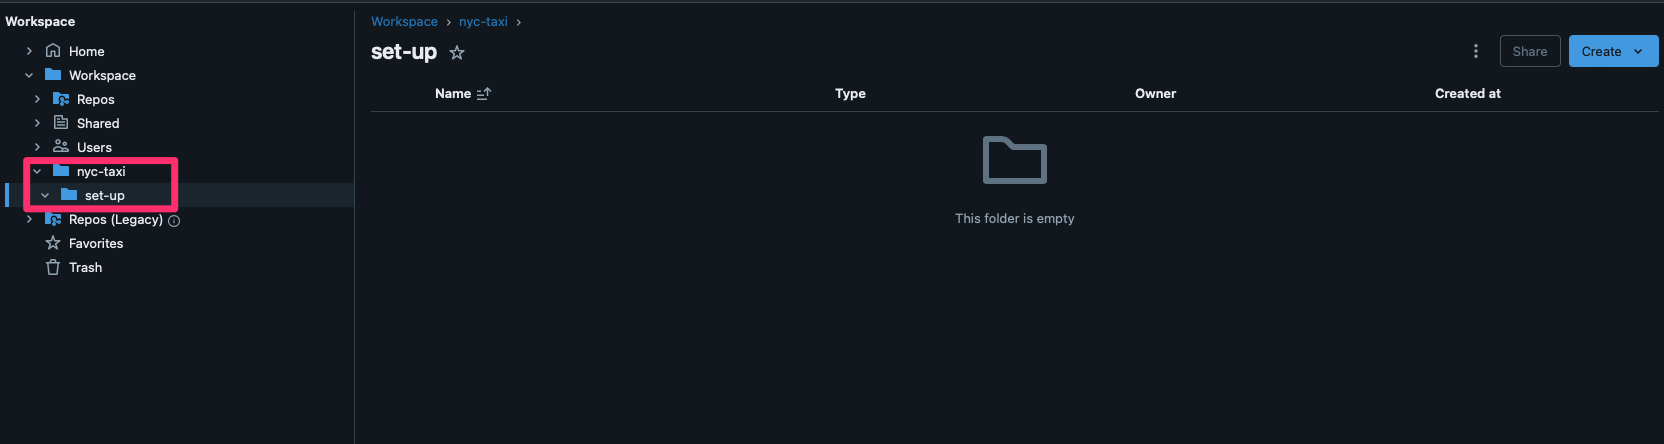 Workspace
Home
Workspace
Repos
Shared
Users
nyc-taxi
set-up
Repos (Legacy)
Favorites
Trash
Workspace › nyc-taxi ›
set-up
Share
Create
Name Type Owner Created at
This folder is empty